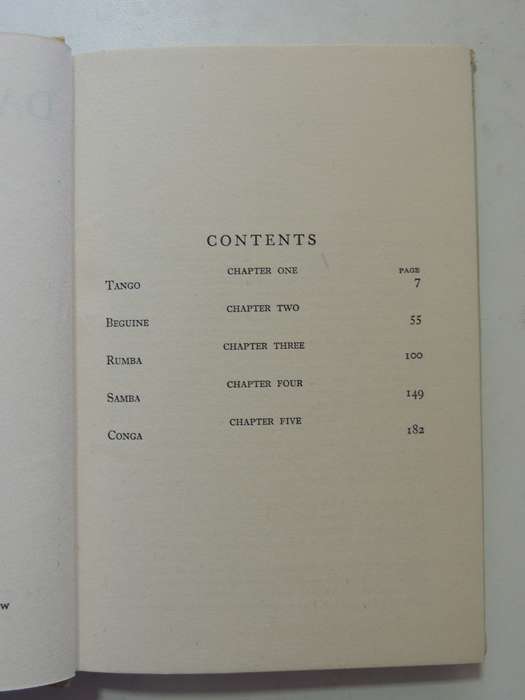 CONTENTS
CHAPTER ONE PAGE
Tango 7
CHAPTER TWO
Beguine 55
CHAPTER THREE
Rumba 100
CHAPTER FOUR
Samba 149
CHAPTER FIVE
Conga 182